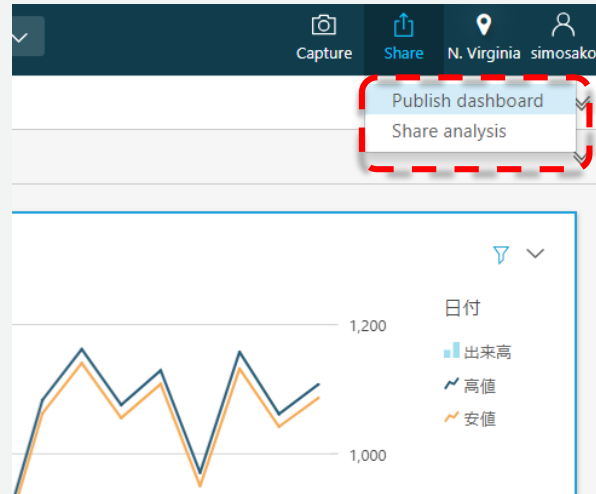 Capture
Share
N. Virginia
simosako
Publish dashboard
Share analysis
日付
1,200
出来高
高値
安値
1,000